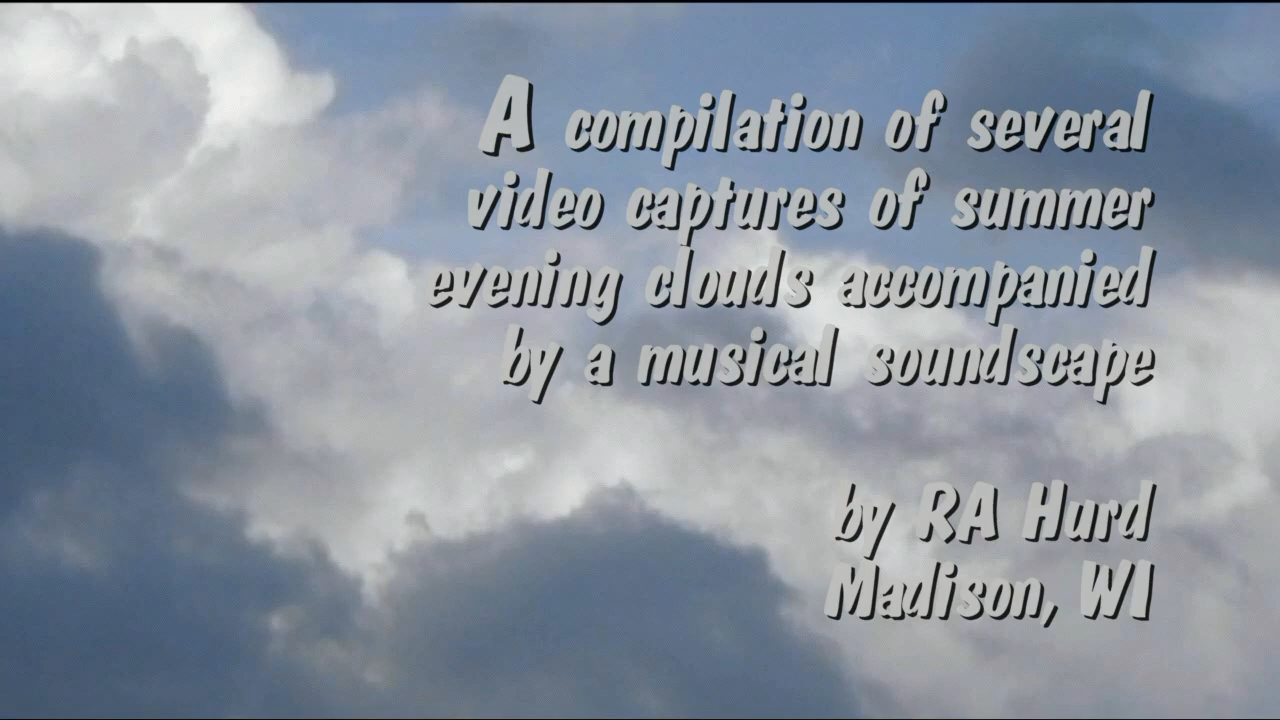 A compilation of several
video captures of summer
evening clouds accompanied
by a musical soundscape
by RA Hurd
Madison, WI